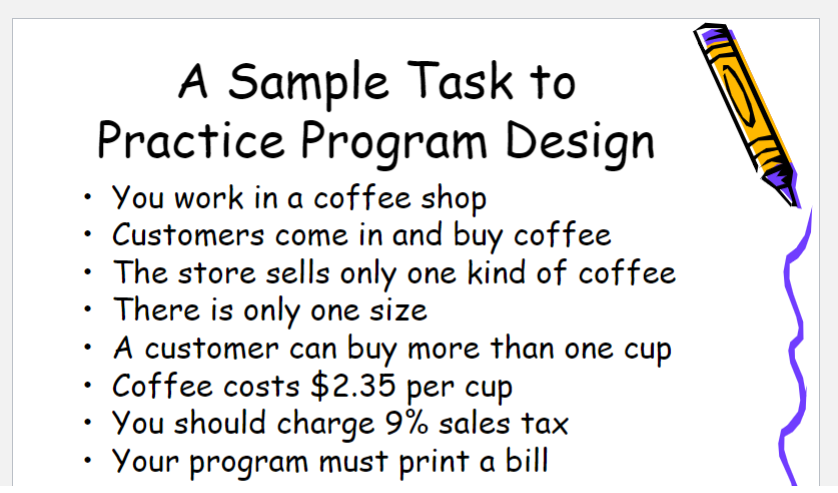 A Sample Task to
Practice Program Design
• You work in a coffee shop
• Customers come in and buy coffee
• The store sells only one kind of coffee
• There is only one size
• A customer can buy more than one cup
• Coffee costs $2.35 per cup
• You should charge 9% sales tax
• Your program must print a bill